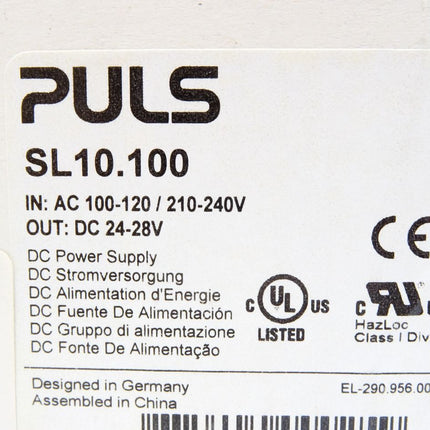 PULS
SL10.100
IN: AC 100-120 / 210-240V
OUT: DC 24-28V
CE
DC Power Supply
DC Stromversorgung
DC Alimentation d'Energie
DC Fuente De Alimentación
DC Gruppo di alimentazione
DC Fonte De Alimentação
C UL US
LISTED
C
HazLoc
Class I Div
Designed in Germany
Assembled in China
EL-290.956.00